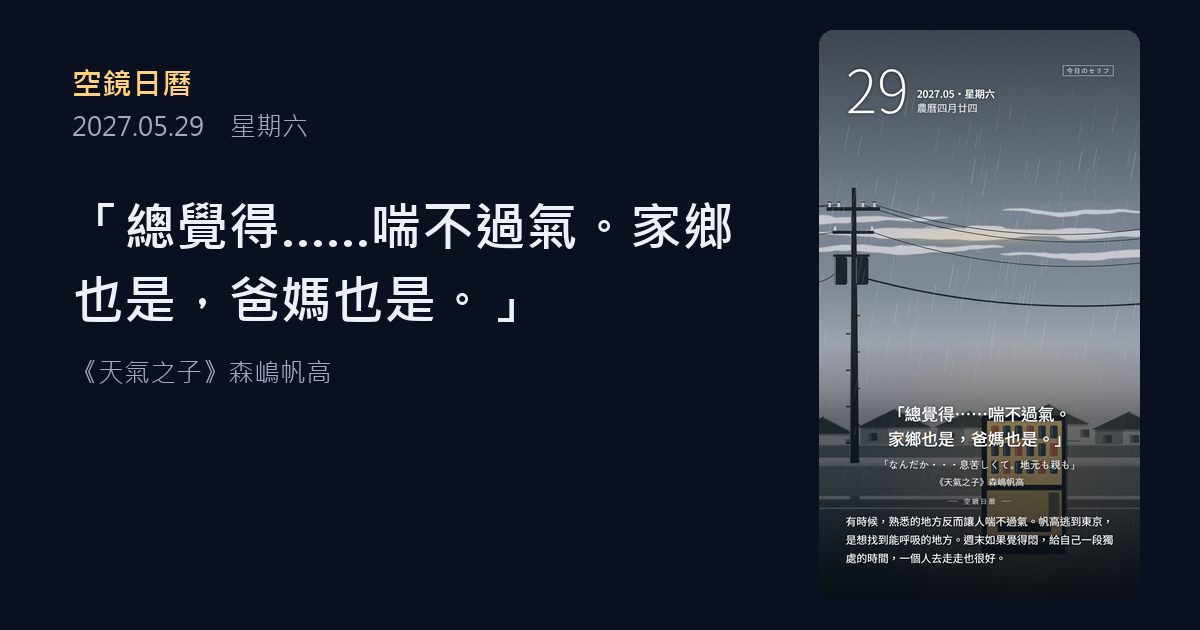 空鏡日曆
2027.05.29 星期六
「總覺得……喘不過氣。家鄉
也是，爸媽也是。」
《天氣之子》森嶋帆高
29
2027.05・星期六
農曆四月廿四
今日のセリフ
「總覺得……喘不過氣。
家鄉也是，爸媽也是。」
「なんだか・・・息苦しくて。地元も親も」
《天氣之子》森嶋帆高
— 空鏡日曆 —
有時候，熟悉的地方反而讓人喘不過氣。帆高逃到東京，
是想找到能呼吸的地方。週末如果覺得悶，給自己一段獨
處的時間，一個人去走走也很好。